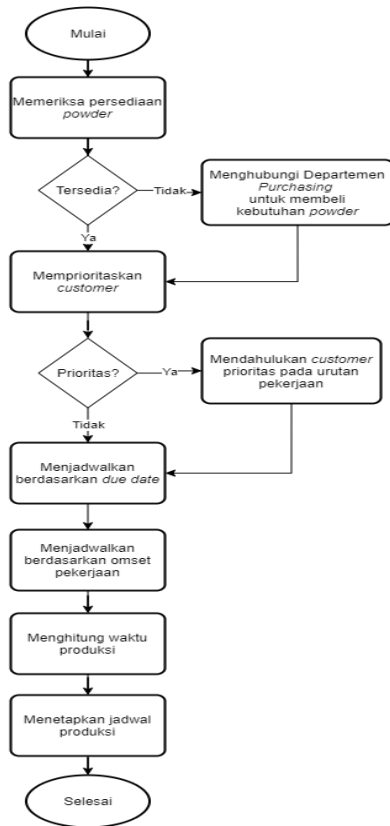 Mulai
Memeriksa persediaan
powder
Tersedia?
Tidak
Menghubungi Departemen
Purchasing
untuk membeli
kebutuhan powder
Ya
Memprioritaskan
customer
Prioritas?
Ya
Mendahulukan customer
prioritas pada urutan
pekerjaan
Tidak
Menjadwalkan
berdasarkan due date
Menjadwalkan
berdasarkan omset
pekerjaan
Menghitung waktu
produksi
Menetapkan jadwal
produksi
Selesai